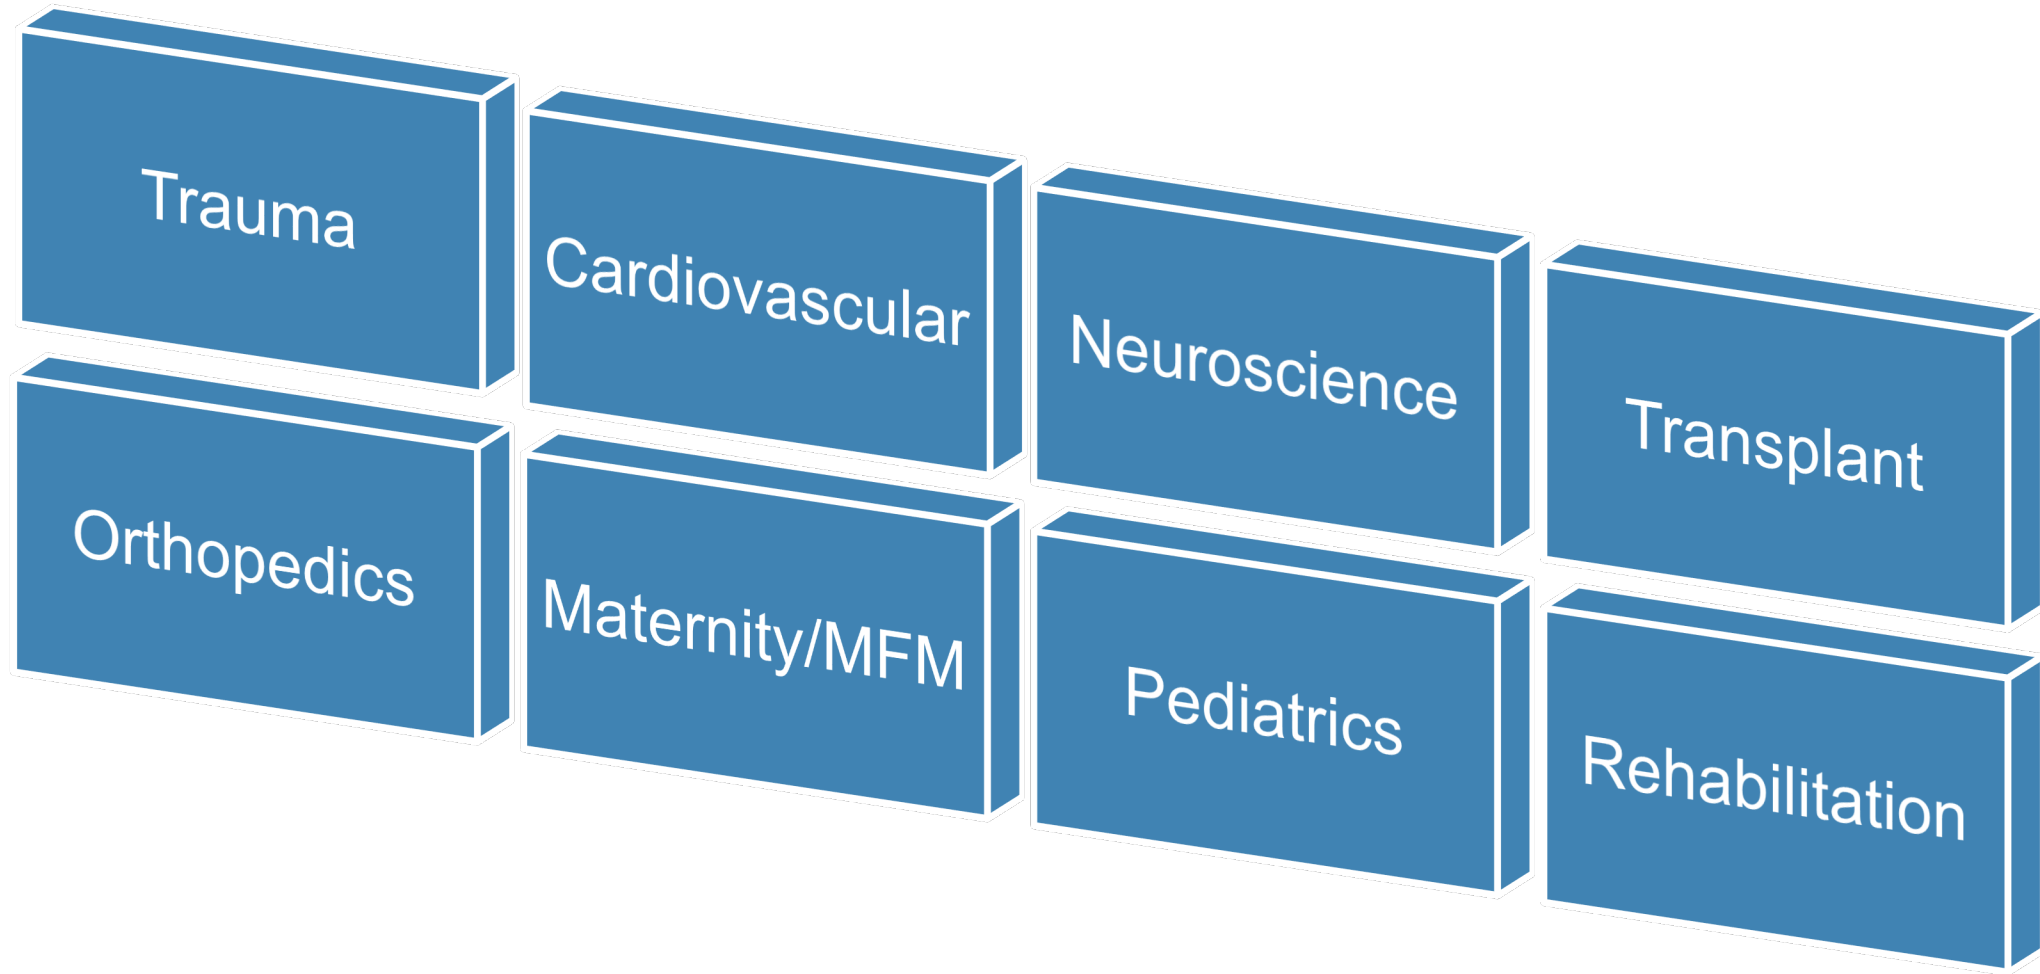 Trauma
Cardiovascular
Neuroscience
Transplant
Orthopedics
Maternity/MFM
Pediatrics
Rehabilitation